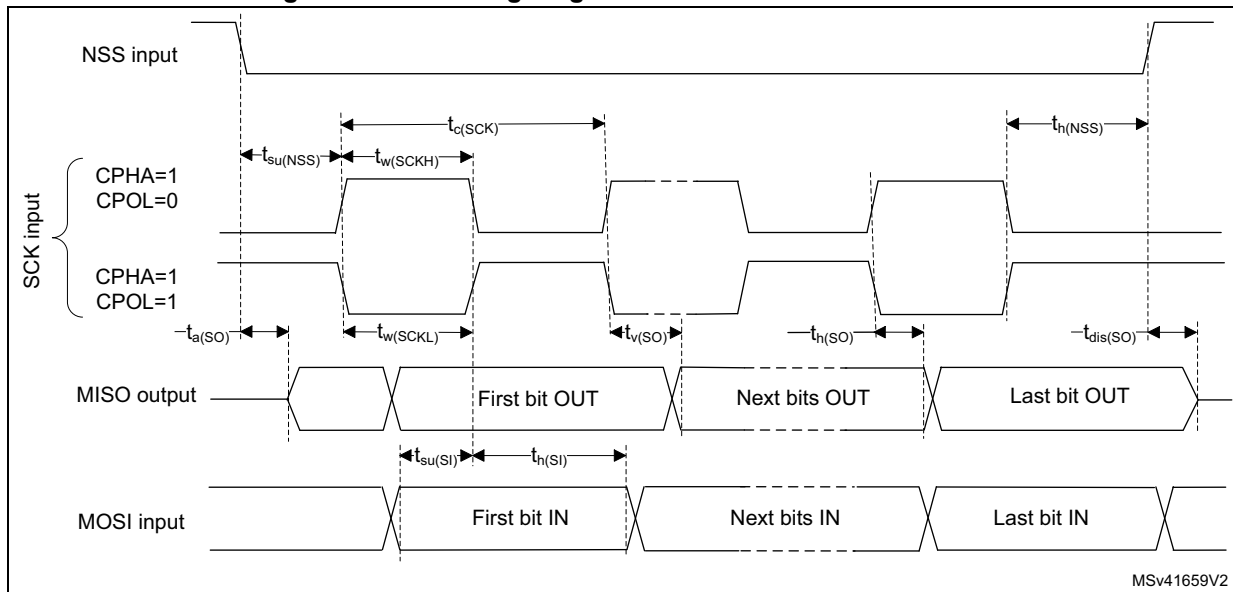 NSS input
tc(SCK)
th(NSS)
tsu(NSS)
tw(SCKH)
CPHA=1
CPOL=0
SCK input
CPHA=1
CPOL=1
ta(SO)
tw(SCKL)
tv(SO)
th(SO)
tdis(SO)
MISO output
First bit OUT
Next bits OUT
Last bit OUT
tsu(SI)
th(SI)
MOSI input
First bit IN
Next bits IN
Last bit IN
MSv41659V2